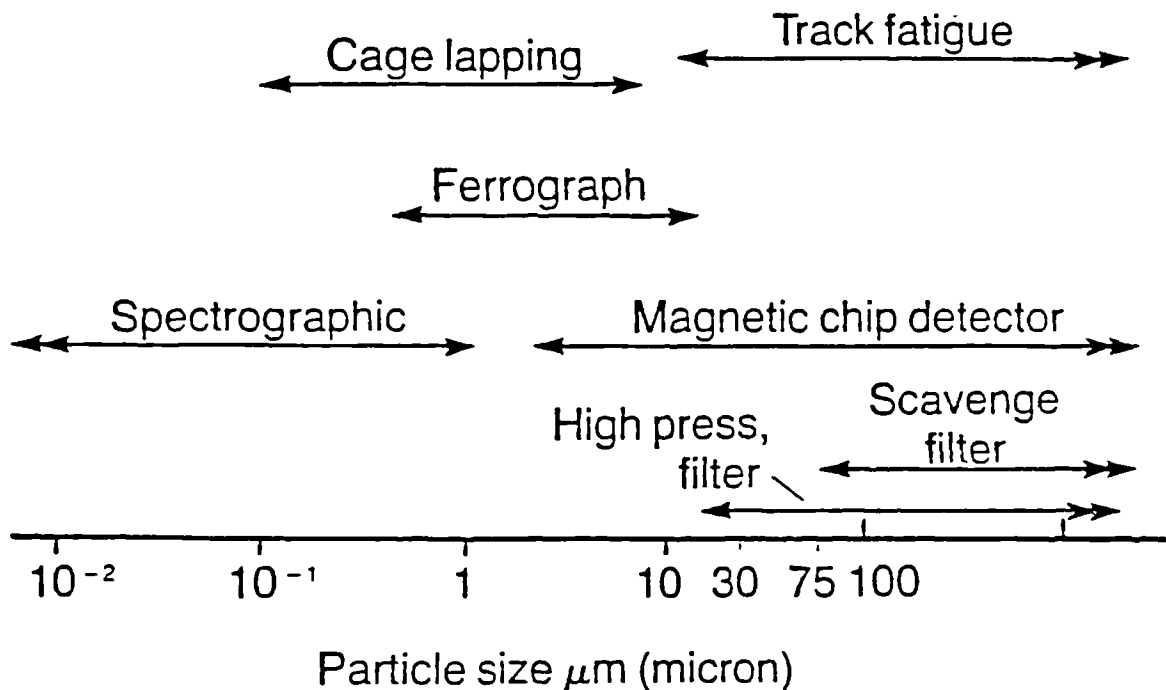 Track fatigue
Cage lapping
Ferrograph
Spectrographic
Magnetic chip detector
Scavenge
filter
High press,
filter
10⁻² 10⁻¹ 1 10 30 75 100
Particle size μm (micron)